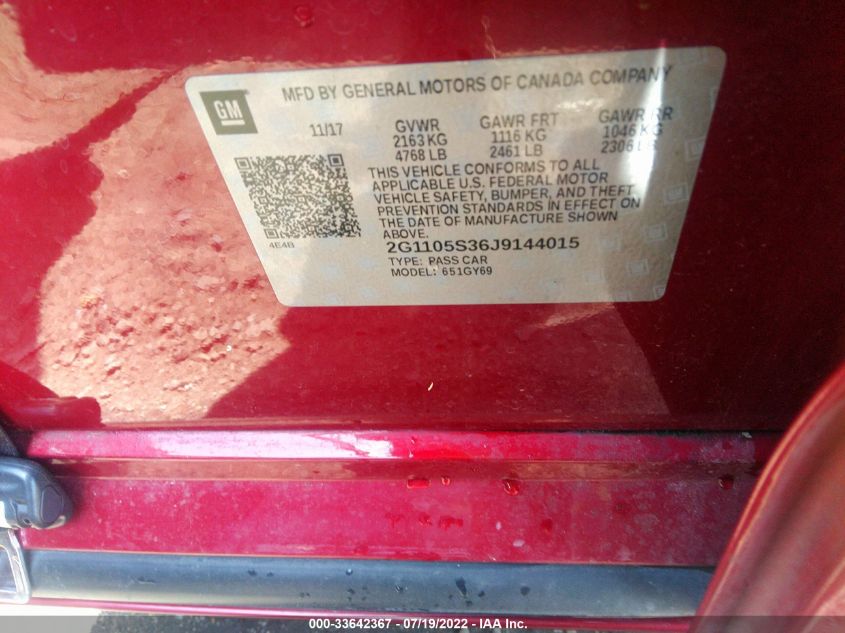 GM
MFD BY GENERAL MOTORS OF CANADA COMPANY
11/17 GVWR GAWR FRT GAWR RR
2163 KG 1116 KG 1046 KG
4768 LB 2461 LB 2306 LB
THIS VEHICLE CONFORMS TO ALL
APPLICABLE U.S. FEDERAL MOTOR
VEHICLE SAFETY, BUMPER, AND THEFT
PREVENTION STANDARDS IN EFFECT ON
THE DATE OF MANUFACTURE SHOWN
ABOVE.
4E4B 2G1105S36J9144015
TYPE: PASS CAR
MODEL: 651GY69
000-33642367 - 07/19/2022 - IAA Inc.